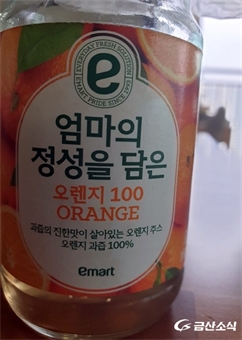 EVERYDAY FRESH SOLUTION
EMART PRIDE SINCE
e
엄마의
정성을 담은
오렌지 100
ORANGE
과즙의 진한맛이 살아있는 오렌지 주스
오렌지 과즙 100%
emart
금산소식